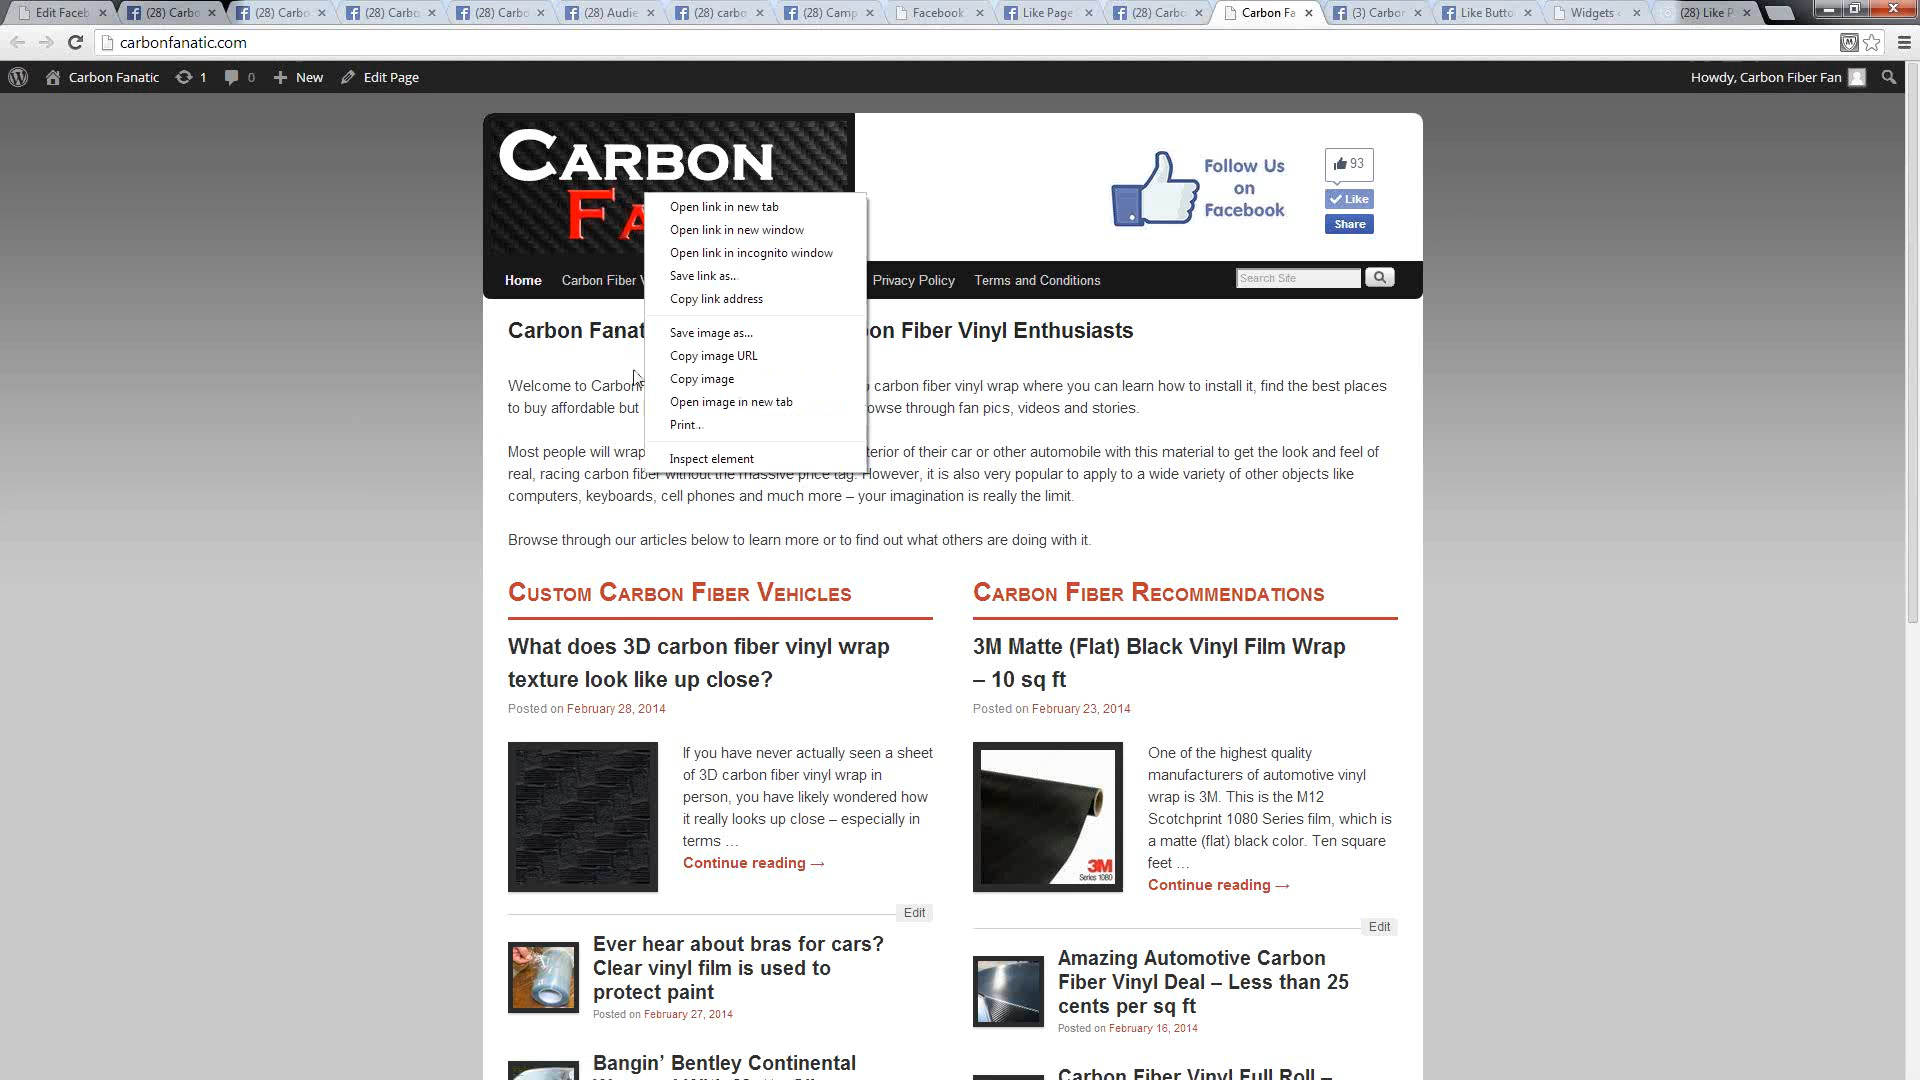 Edit Faceb
(28) Carbo
(28) Carbo
(28) Carbo
(28) Carbo
(28) Audie
(28) carbo
(28) Camp
Facebook
Like Page
(28) Carbo
Carbon Fa
(3) Carbon
Like Butto
Widgets
(28) Like P
carbonfanatic.com
Carbon Fanatic 1 0 New Edit Page
Howdy, Carbon Fiber Fan
CARBON
FA
Follow Us
on
Facebook
93
Like
Share
Open link in new tab
Open link in new window
Open link in incognito window
Save link as...
Copy link address
Save image as...
Copy image URL
Copy image
Open image in new tab
Print...
Inspect element
Home Carbon Fiber V Privacy Policy Terms and Conditions Search Site
Carbon Fanat on Fiber Vinyl Enthusiasts
Welcome to Carbon carbon fiber vinyl wrap where you can learn how to install it, find the best places
to buy affordable but owse through fan pics, videos and stories.
Most people will wrap terior of their car or other automobile with this material to get the look and feel of
real, racing carbon fiber without the massive price tag. However, it is also very popular to apply to a wide variety of other objects like
computers, keyboards, cell phones and much more – your imagination is really the limit.
Browse through our articles below to learn more or to find out what others are doing with it.
CUSTOM CARBON FIBER VEHICLES
What does 3D carbon fiber vinyl wrap
texture look like up close?
Posted on February 28, 2014
If you have never actually seen a sheet
of 3D carbon fiber vinyl wrap in
person, you have likely wondered how
it really looks up close – especially in
terms …
Continue reading →
Edit
Ever hear about bras for cars?
Clear vinyl film is used to
protect paint
Posted on February 27, 2014
Bangin’ Bentley Continental
CARBON FIBER RECOMMENDATIONS
3M Matte (Flat) Black Vinyl Film Wrap
– 10 sq ft
Posted on February 23, 2014
3M
Series 1080
One of the highest quality
manufacturers of automotive vinyl
wrap is 3M. This is the M12
Scotchprint 1080 Series film, which is
a matte (flat) black color. Ten square
feet …
Continue reading →
Edit
Amazing Automotive Carbon
Fiber Vinyl Deal – Less than 25
cents per sq ft
Posted on February 16, 2014
Carbon Fiber Vinyl Full Roll –